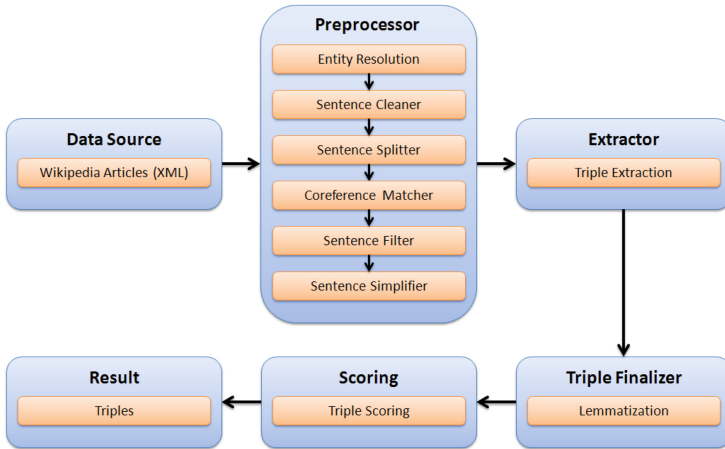 Data Source
Wikipedia Articles (XML)
Preprocessor
Entity Resolution
Sentence Cleaner
Sentence Splitter
Coreference Matcher
Sentence Filter
Sentence Simplifier
Extractor
Triple Extraction
Triple Finalizer
Lemmatization
Scoring
Triple Scoring
Result
Triples